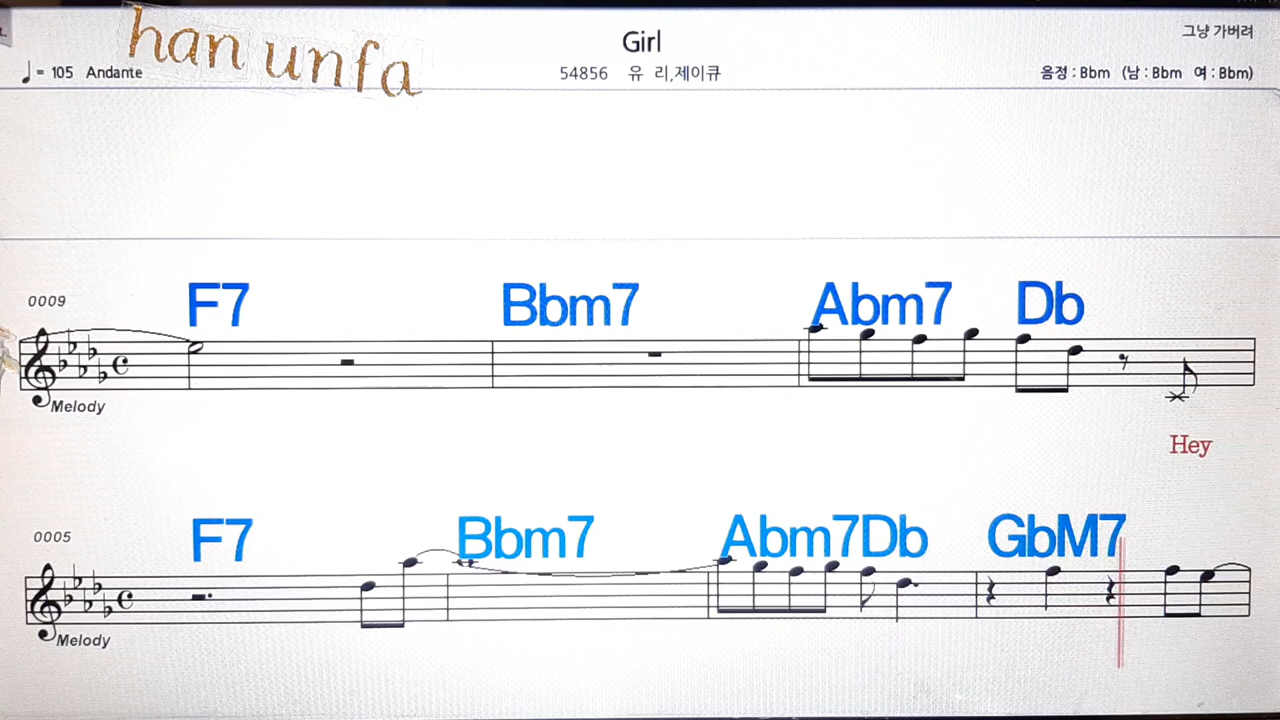 han unfa
Girl
그냥 가버려
♩= 105 Andante
54856 유 리,제이큐
음정 : Bbm (남 : Bbm 여 : Bbm)
0009
F7 Bbm7 Abm7 Db
Melody
Hey
0005
F7 Bbm7 Abm7Db GbM7
Melody